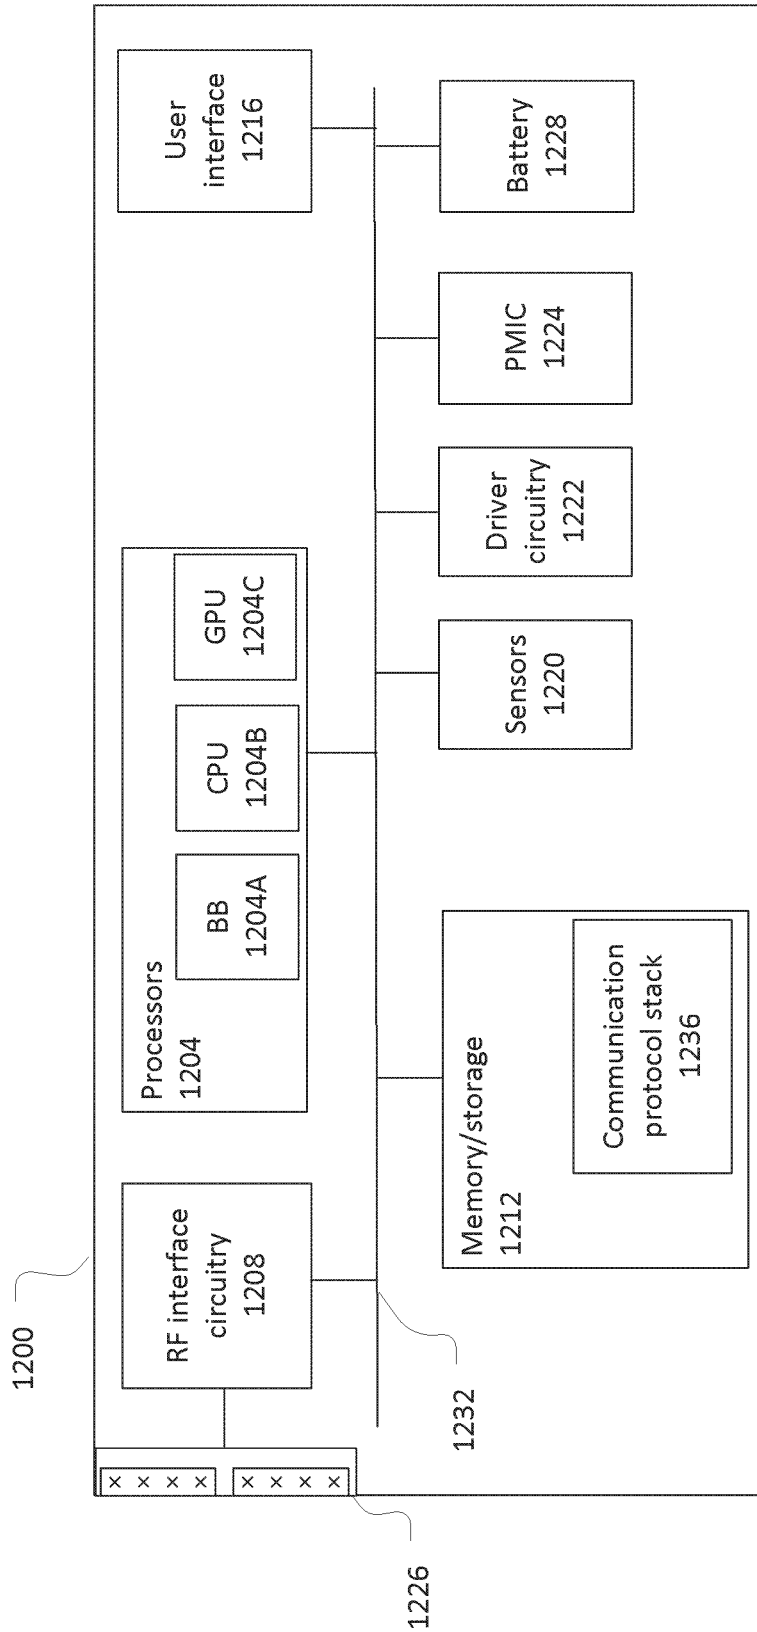 1200
RF interface
circuitry
1208
Processors
1204
BB
1204A
CPU
1204B
GPU
1204C
User
interface
1216
× × × ×
× × × ×
1226
1232
Memory/storage
1212
Communication
protocol stack
1236
Sensors
1220
Driver
circuitry
1222
PMIC
1224
Battery
1228